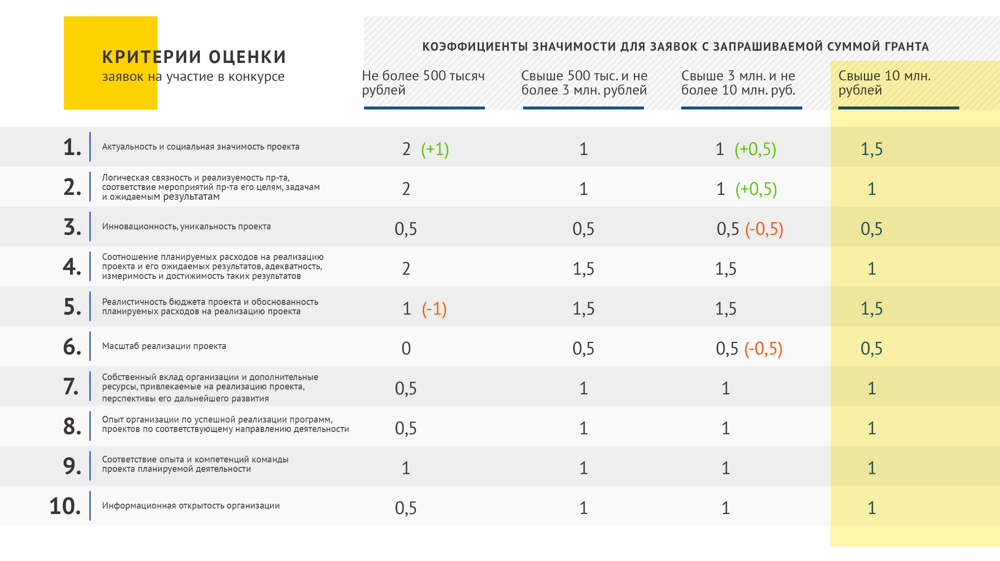 КРИТЕРИИ ОЦЕНКИ
заявок на участие в конкурсе
КОЭФФИЦИЕНТЫ ЗНАЧИМОСТИ ДЛЯ ЗАЯВОК С ЗАПРАШИВАЕМОЙ СУММОЙ ГРАНТА
Не более 500 тысяч
рублей
Свыше 500 тыс. и не
более 3 млн. рублей
Свыше 3 млн. и не
более 10 млн. руб.
Свыше 10 млн.
рублей
1. Актуальность и социальная значимость проекта 2 (+1) 1 1 (+0,5) 1,5
2. Логическая связность и реализуемость пр-та,
соответствие мероприятий пр-та его целям, задачам
и ожидаемым результатам
2 1 1 (+0,5) 1
3. Инновационность, уникальность проекта 0,5 0,5 0,5 (-0,5) 0,5
4. Соотношение планируемых расходов на реализацию
проекта и его ожидаемых результатов, адекватность,
измеримость и достижимость таких результатов
2 1,5 1,5 1
5. Реалистичность бюджета проекта и обоснованность
планируемых расходов на реализацию проекта
1 (-1) 1,5 1,5 1,5
6. Масштаб реализации проекта 0 0,5 0,5 (-0,5) 0,5
7. Собственный вклад организации и дополнительные
ресурсы, привлекаемые на реализацию проекта,
перспективы его дальнейшего развития
0,5 1 1 1
8. Опыт организации по успешной реализации программ,
проектов по соответствующему направлению деятельности
0,5 1 1 1
9. Соответствие опыта и компетенций команды
проекта планируемой деятельности
1 1 1 1
10. Информационная открытость организации 0,5 1 1 1